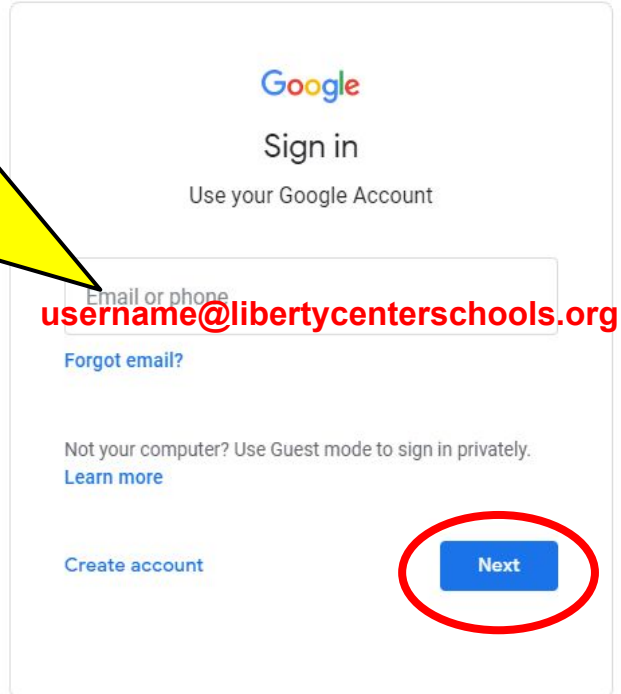 Google
Sign in
Use your Google Account
Email or phone
username@libertycenterschools.org
Forgot email?
Not your computer? Use Guest mode to sign in privately.
Learn more
Create account
Next